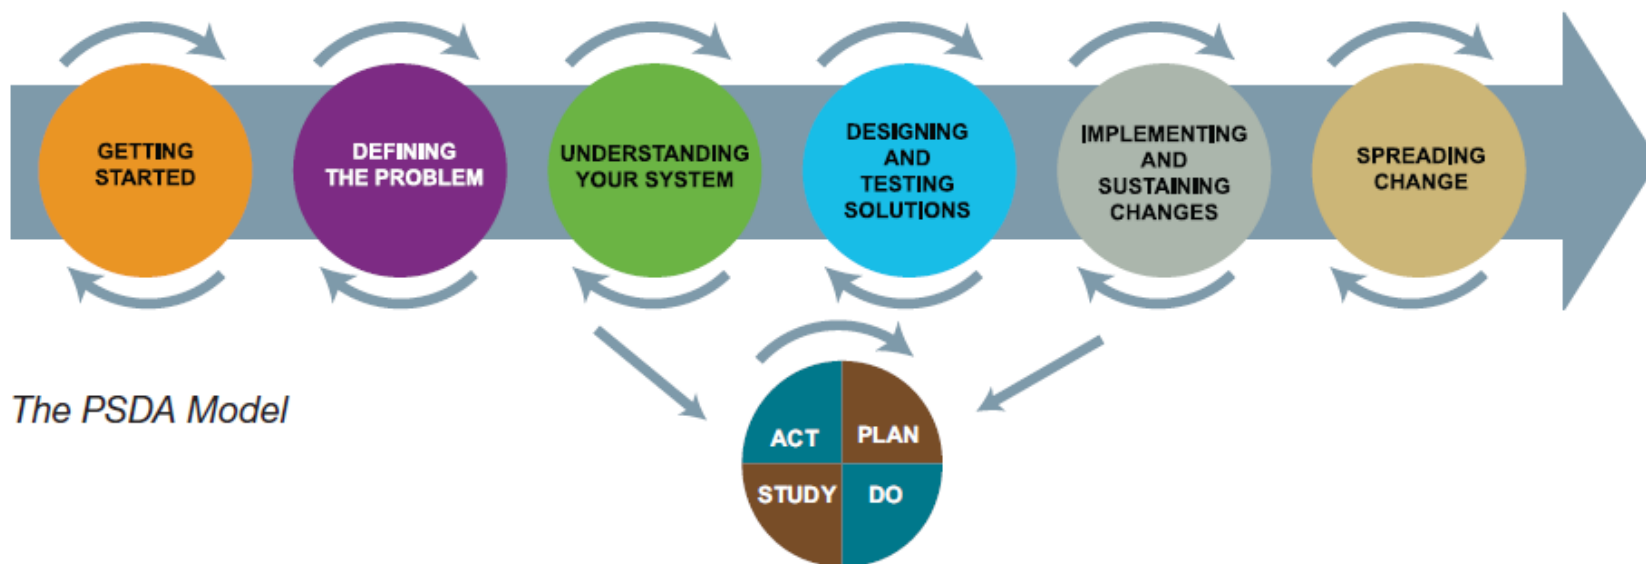 GETTING
STARTED
DEFINING
THE PROBLEM
UNDERSTANDING
YOUR SYSTEM
DESIGNING
AND
TESTING
SOLUTIONS
IMPLEMENTING
AND
SUSTAINING
CHANGES
SPREADING
CHANGE
The PSDA Model
ACT
PLAN
STUDY
DO